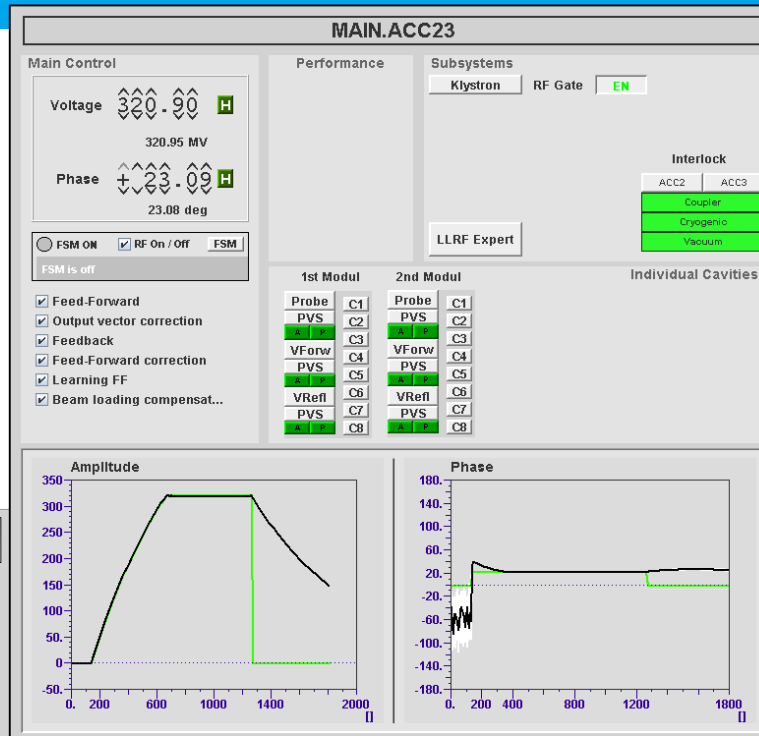 MAIN.ACC23
Main Control
Voltage 320.90 H
320.95 MV
Phase +23.09 H
23.08 deg
FSM ON RF On / Off FSM
FSM is off
Feed-Forward
Output vector correction
Feedback
Feed-Forward correction
Learning FF
Beam loading compensat...
Performance
Subsystems
Klystron RF Gate EN
Interlock
ACC2 ACC3
Coupler
Cryogenic
Vacuum
LLRF Expert
Individual Cavities
1st Modul 2nd Modul
Probe C1 Probe C1
PVS C2 PVS C2
A P C3 A P C3
VForw C4 VForw C4
PVS C5 PVS C5
A P C6 A P C6
VRefl C7 VRefl C7
PVS C8 PVS C8
A P A P
Amplitude
350
300
250
200
150
100
50.
0
-50.
0. 200 600 1000 1400 2000
[]
Phase
180.
140.
100.
60.
20.
-20.
-60.
-100.
-140.
-180.
0. 200 400 800 1200 1800
[]